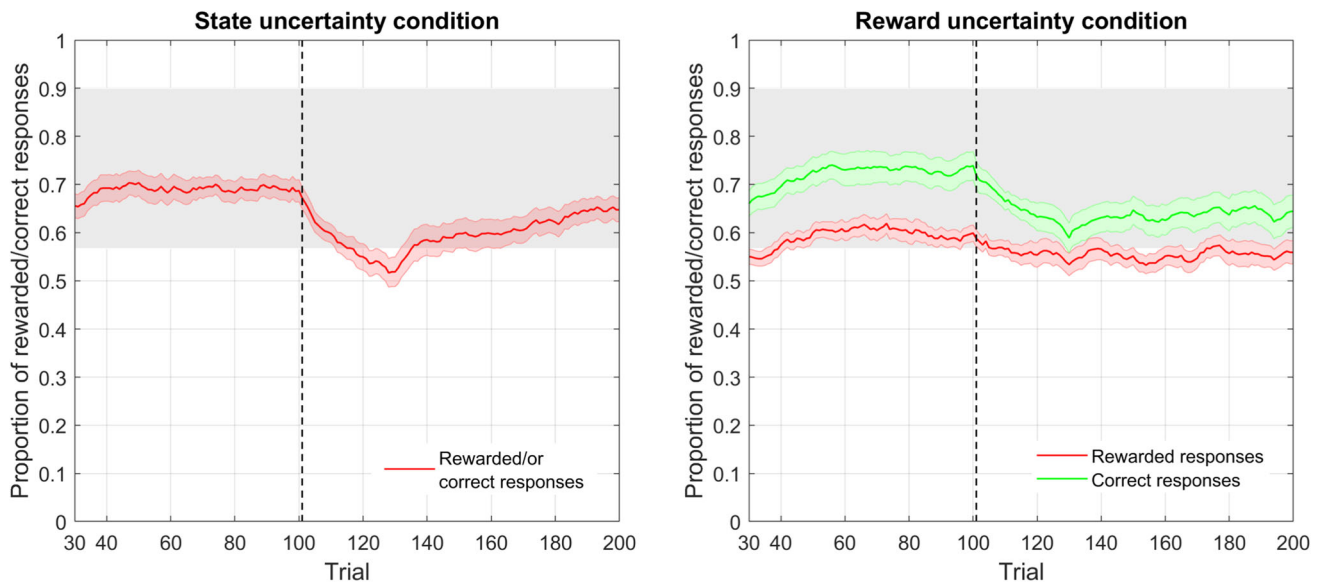 State uncertainty condition
Proportion of rewarded/correct responses
1
0.9
0.8
0.7
0.6
0.5
0.4
0.3
0.2
0.1
0
30 40 60 80 100 120 140 160 180 200
Trial
Rewarded/or
correct responses
Reward uncertainty condition
Proportion of rewarded/correct responses
1
0.9
0.8
0.7
0.6
0.5
0.4
0.3
0.2
0.1
0
30 40 60 80 100 120 140 160 180 200
Trial
Rewarded responses
Correct responses